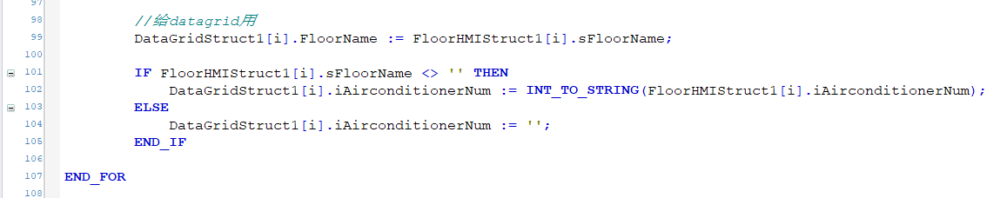 97
98 //给datagrid用
99 DataGridStruct1[i].FloorName := FloorHMIStruct1[i].sFloorName;
100
101 IF FloorHMIStruct1[i].sFloorName <> '' THEN
102 DataGridStruct1[i].iAirconditionerNum := INT_TO_STRING(FloorHMIStruct1[i].iAirconditionerNum);
103 ELSE
104 DataGridStruct1[i].iAirconditionerNum := '';
105 END_IF
106
107 END_FOR
108